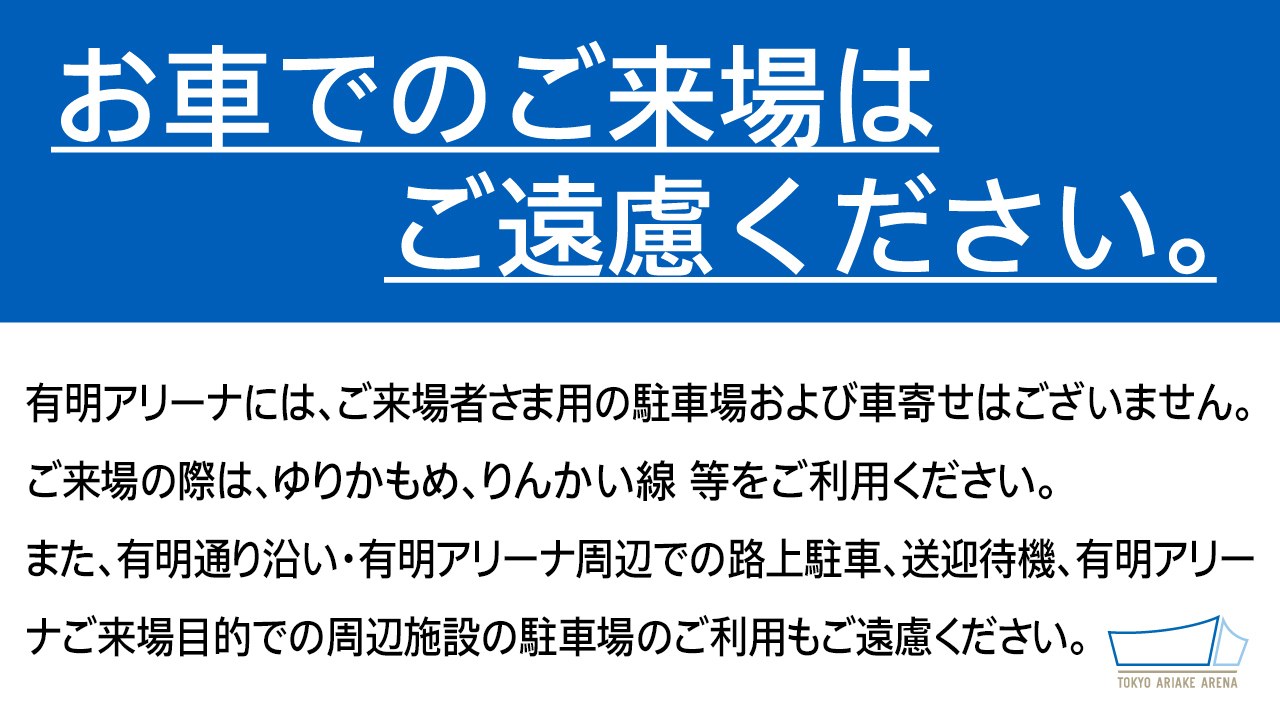 お車でのご来場は
ご遠慮ください。
有明アリーナには、ご来場者さま用の駐車場および車寄せはございません。
ご来場の際は、ゆりかもめ、りんかい線 等をご利用ください。
また、有明通り沿い・有明アリーナ周辺での路上駐車、送迎待機、有明アリー
ナご来場目的での周辺施設の駐車場のご利用もご遠慮ください。
TOKYO ARIAKE ARENA